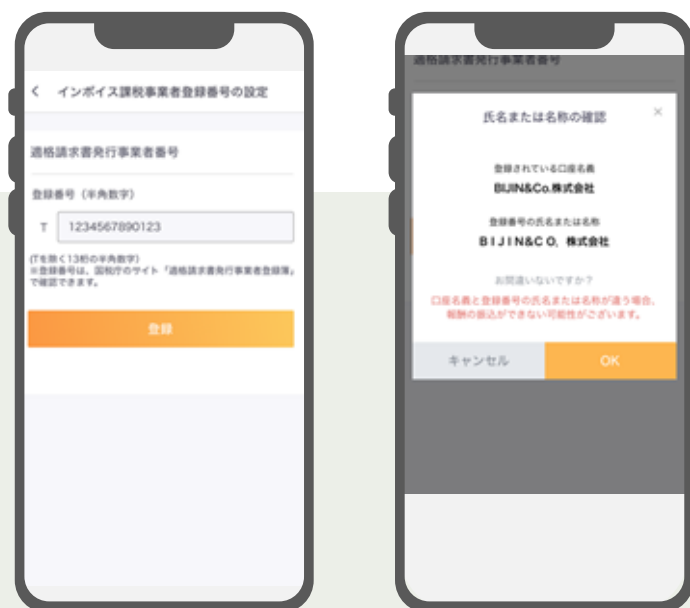 インボイス課税事業者登録番号の設定
適格請求書発行事業者番号
登録番号（半角数字）
T 1234567890123
(Tを除く13桁の半角数字)
※登録番号は、国税庁のサイト「適格請求書発行事業者登録簿」
で確認できます。
登録
適格請求書発行事業者番号
氏名または名称の確認
×
登録されている口座名義
BIJIN&Co.株式会社
登録番号の氏名または名称
ＢＩＪＩＮ&ＣＯ．株式会社
お間違いないですか？
口座名義と登録番号の氏名または名称が違う場合、
報酬の振込ができない可能性がございます。
キャンセル
OK